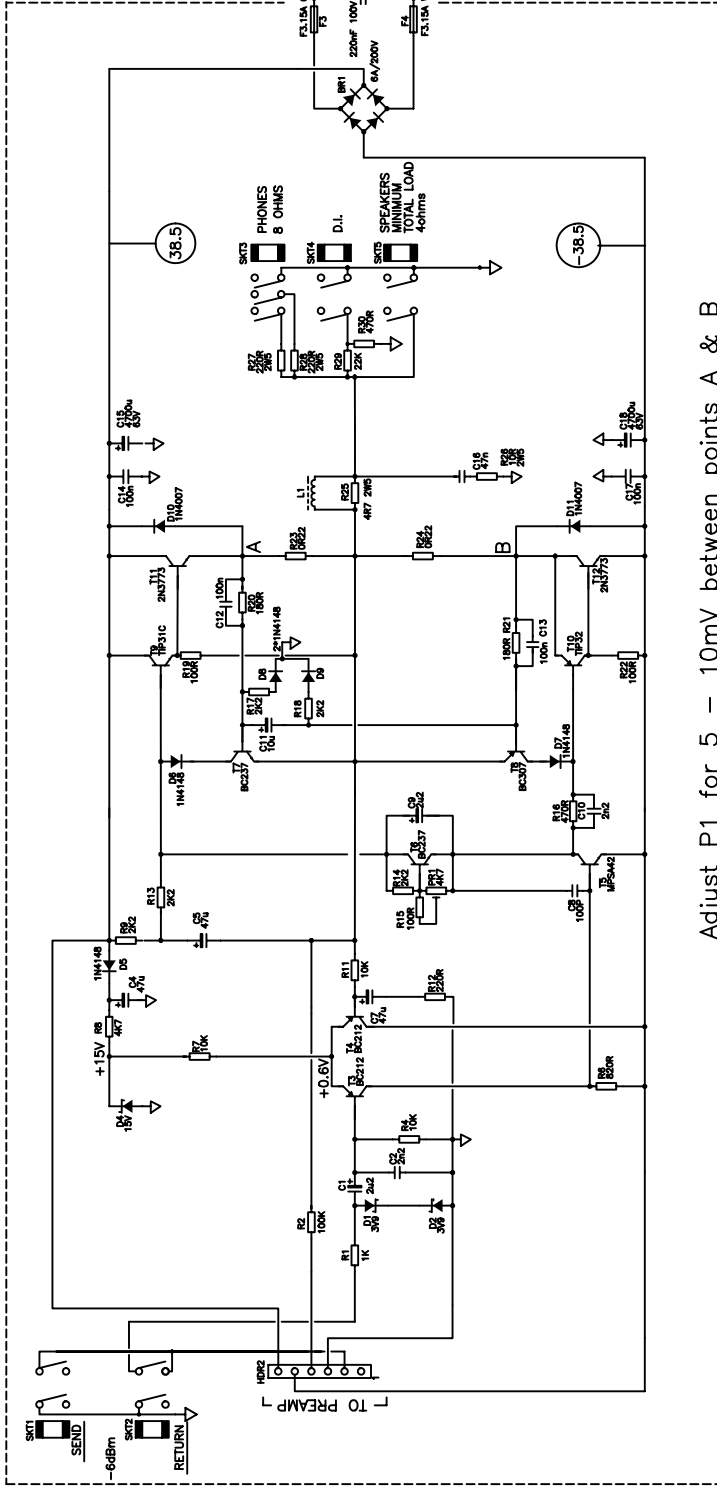 SKT1
SEND
-6dBm
SKT2
RETURN
HDR2
TO PREAMP
R1
1K
R2
100K
D1
3V9
D2
3V9
C1
2u2
C2
2n2
R4
10K
D4
15V
+15V
R8
4K7
C4
47u
1N4148
D5
R7
10K
+0.6V
T3
BC212
T4
BC212
R6
820R
C7
47u
R12
220R
R11
10K
R9
2K2
C5
47u
R13
2K2
R14
2K2
R15
100R
PR1
4K7
T6
BC237
C9
2u2
C8
100P
T5
MPSA42
R16
470R
C10
2n2
D6
1N4148
T7
BC237
T8
BC307
D7
1N4148
C11
10u
R17
2K2
R18
2K2
D8
D9
2*1N4148
T9
TIP31C
R19
100R
C12
100n
R20
180R
180R R21
C13
100n
T10
TIP32
R22
100R
T11
2N3773
T12
2N3773
D10
1N4007
D11
1N4007
A
B
R23
0R22
R24
0R22
C14
100n
C15
4700u
63V
C17
100n
C18
4700u
63V
L1
R25
4R7
2W5
C16
47n
R26
10R
2W5
R27
220R
2W5
R28
220R
2W5
R29
22K
R30
470R
SKT3
PHONES
8 OHMS
SKT4
D.I.
SKT5
SPEAKERS
MINIMUM
TOTAL LOAD
4ohms
38.5
-38.5
BR1
6A/200V
220nF 100V
F3.15A
F3
F4
F3.15A
Adjust P1 for 5 - 10mV between points A & B